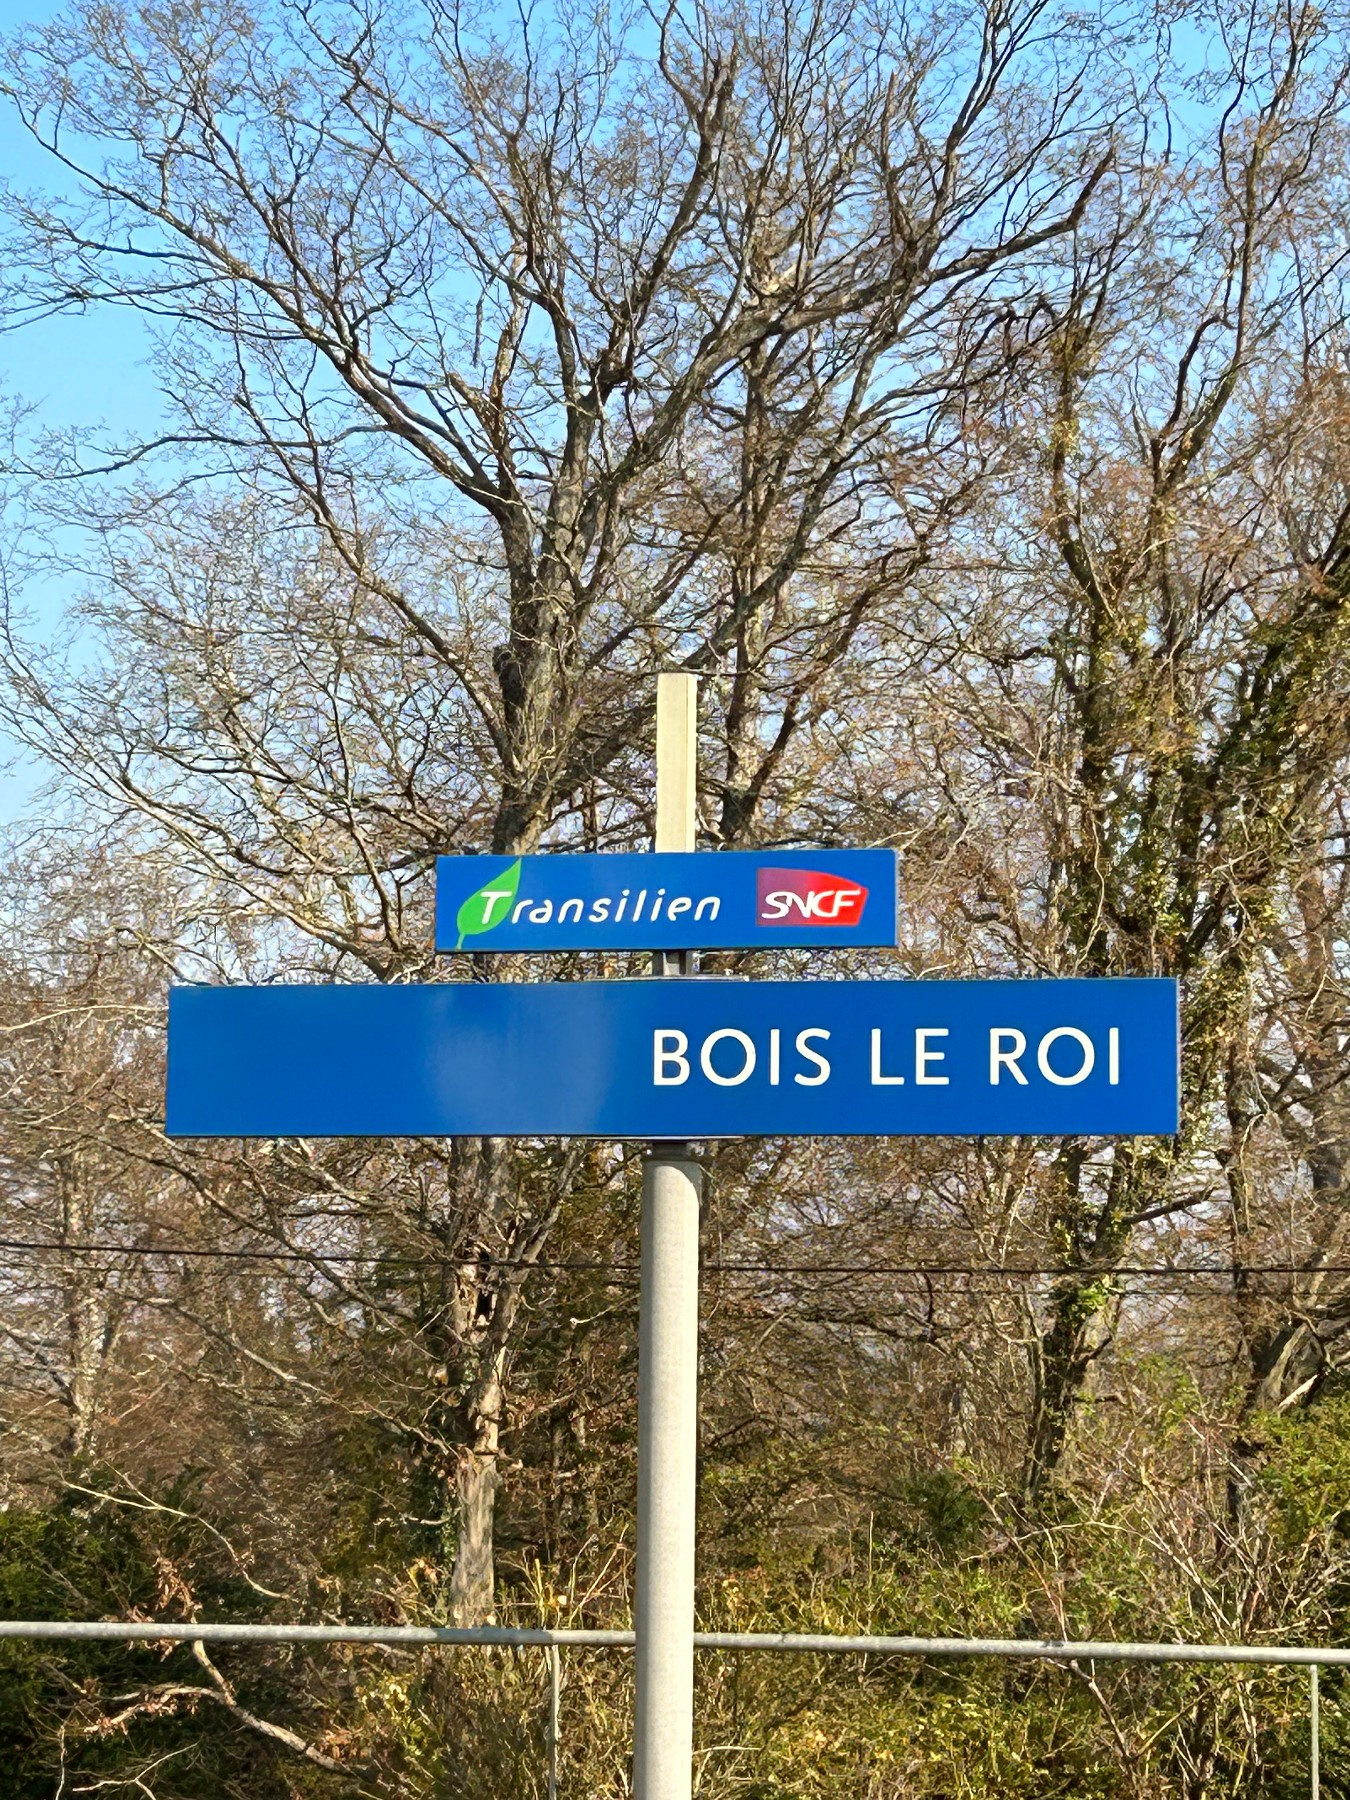 Transilien SNCF
BOIS LE ROI